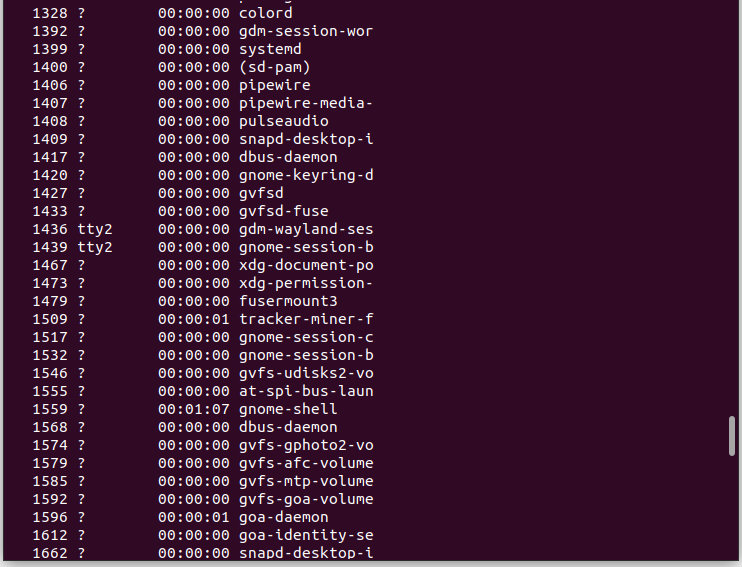 1328 ? 00:00:00 colord
1392 ? 00:00:00 gdm-session-wor
1399 ? 00:00:00 systemd
1400 ? 00:00:00 (sd-pam)
1406 ? 00:00:00 pipewire
1407 ? 00:00:00 pipewire-media-
1408 ? 00:00:00 pulseaudio
1409 ? 00:00:00 snapd-desktop-i
1417 ? 00:00:00 dbus-daemon
1420 ? 00:00:00 gnome-keyring-d
1427 ? 00:00:00 gvfsd
1433 ? 00:00:00 gvfsd-fuse
1436 tty2 00:00:00 gdm-wayland-ses
1439 tty2 00:00:00 gnome-session-b
1467 ? 00:00:00 xdg-document-po
1473 ? 00:00:00 xdg-permission-
1479 ? 00:00:00 fusermount3
1509 ? 00:00:01 tracker-miner-f
1517 ? 00:00:00 gnome-session-c
1532 ? 00:00:00 gnome-session-b
1546 ? 00:00:00 gvfs-udisks2-vo
1555 ? 00:00:00 at-spi-bus-laun
1559 ? 00:01:07 gnome-shell
1568 ? 00:00:00 dbus-daemon
1574 ? 00:00:00 gvfs-gphoto2-vo
1579 ? 00:00:00 gvfs-afc-volume
1585 ? 00:00:00 gvfs-mtp-volume
1592 ? 00:00:00 gvfs-goa-volume
1596 ? 00:00:01 goa-daemon
1612 ? 00:00:00 goa-identity-se
1662 ? 00:00:00 snapd-desktop-i